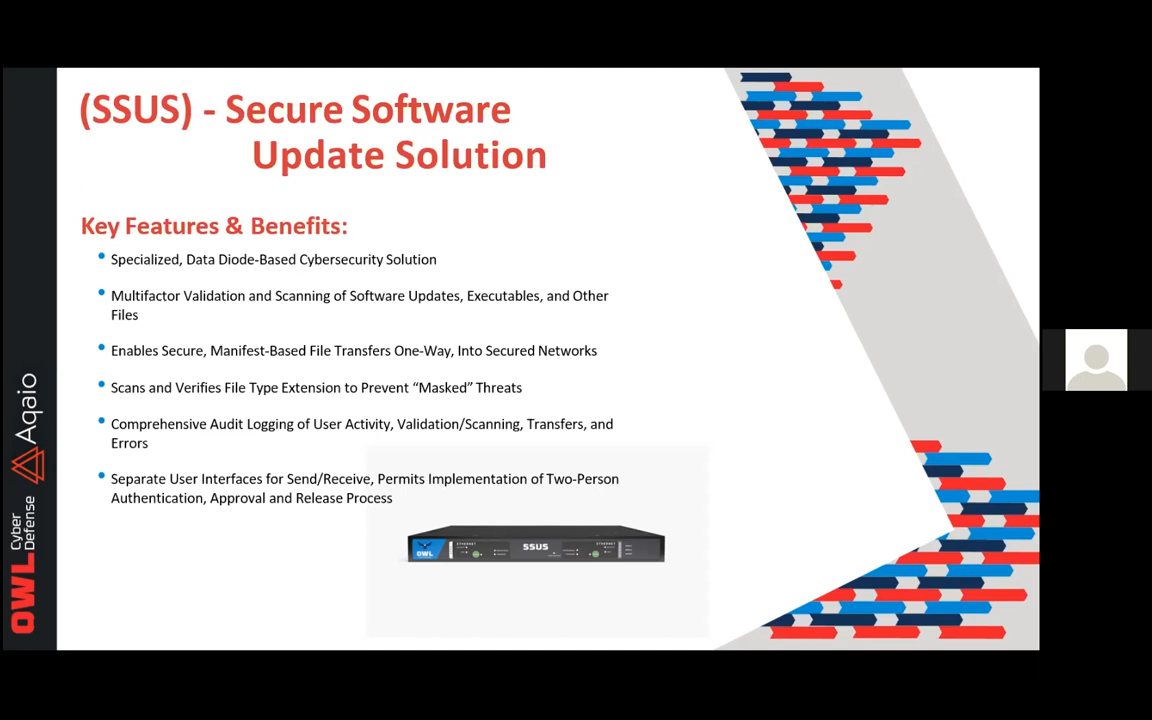 (SSUS) - Secure Software
Update Solution
Key Features & Benefits:
Specialized, Data Diode-Based Cybersecurity Solution
Multifactor Validation and Scanning of Software Updates, Executables, and Other
Files
Enables Secure, Manifest-Based File Transfers One-Way, Into Secured Networks
Scans and Verifies File Type Extension to Prevent “Masked” Threats
Comprehensive Audit Logging of User Activity, Validation/Scanning, Transfers, and
Errors
Separate User Interfaces for Send/Receive, Permits Implementation of Two-Person
Authentication, Approval and Release Process
OWL
ETHERNET
SSUS
ETHERNET
OWL Cyber
Defense
Aqaio